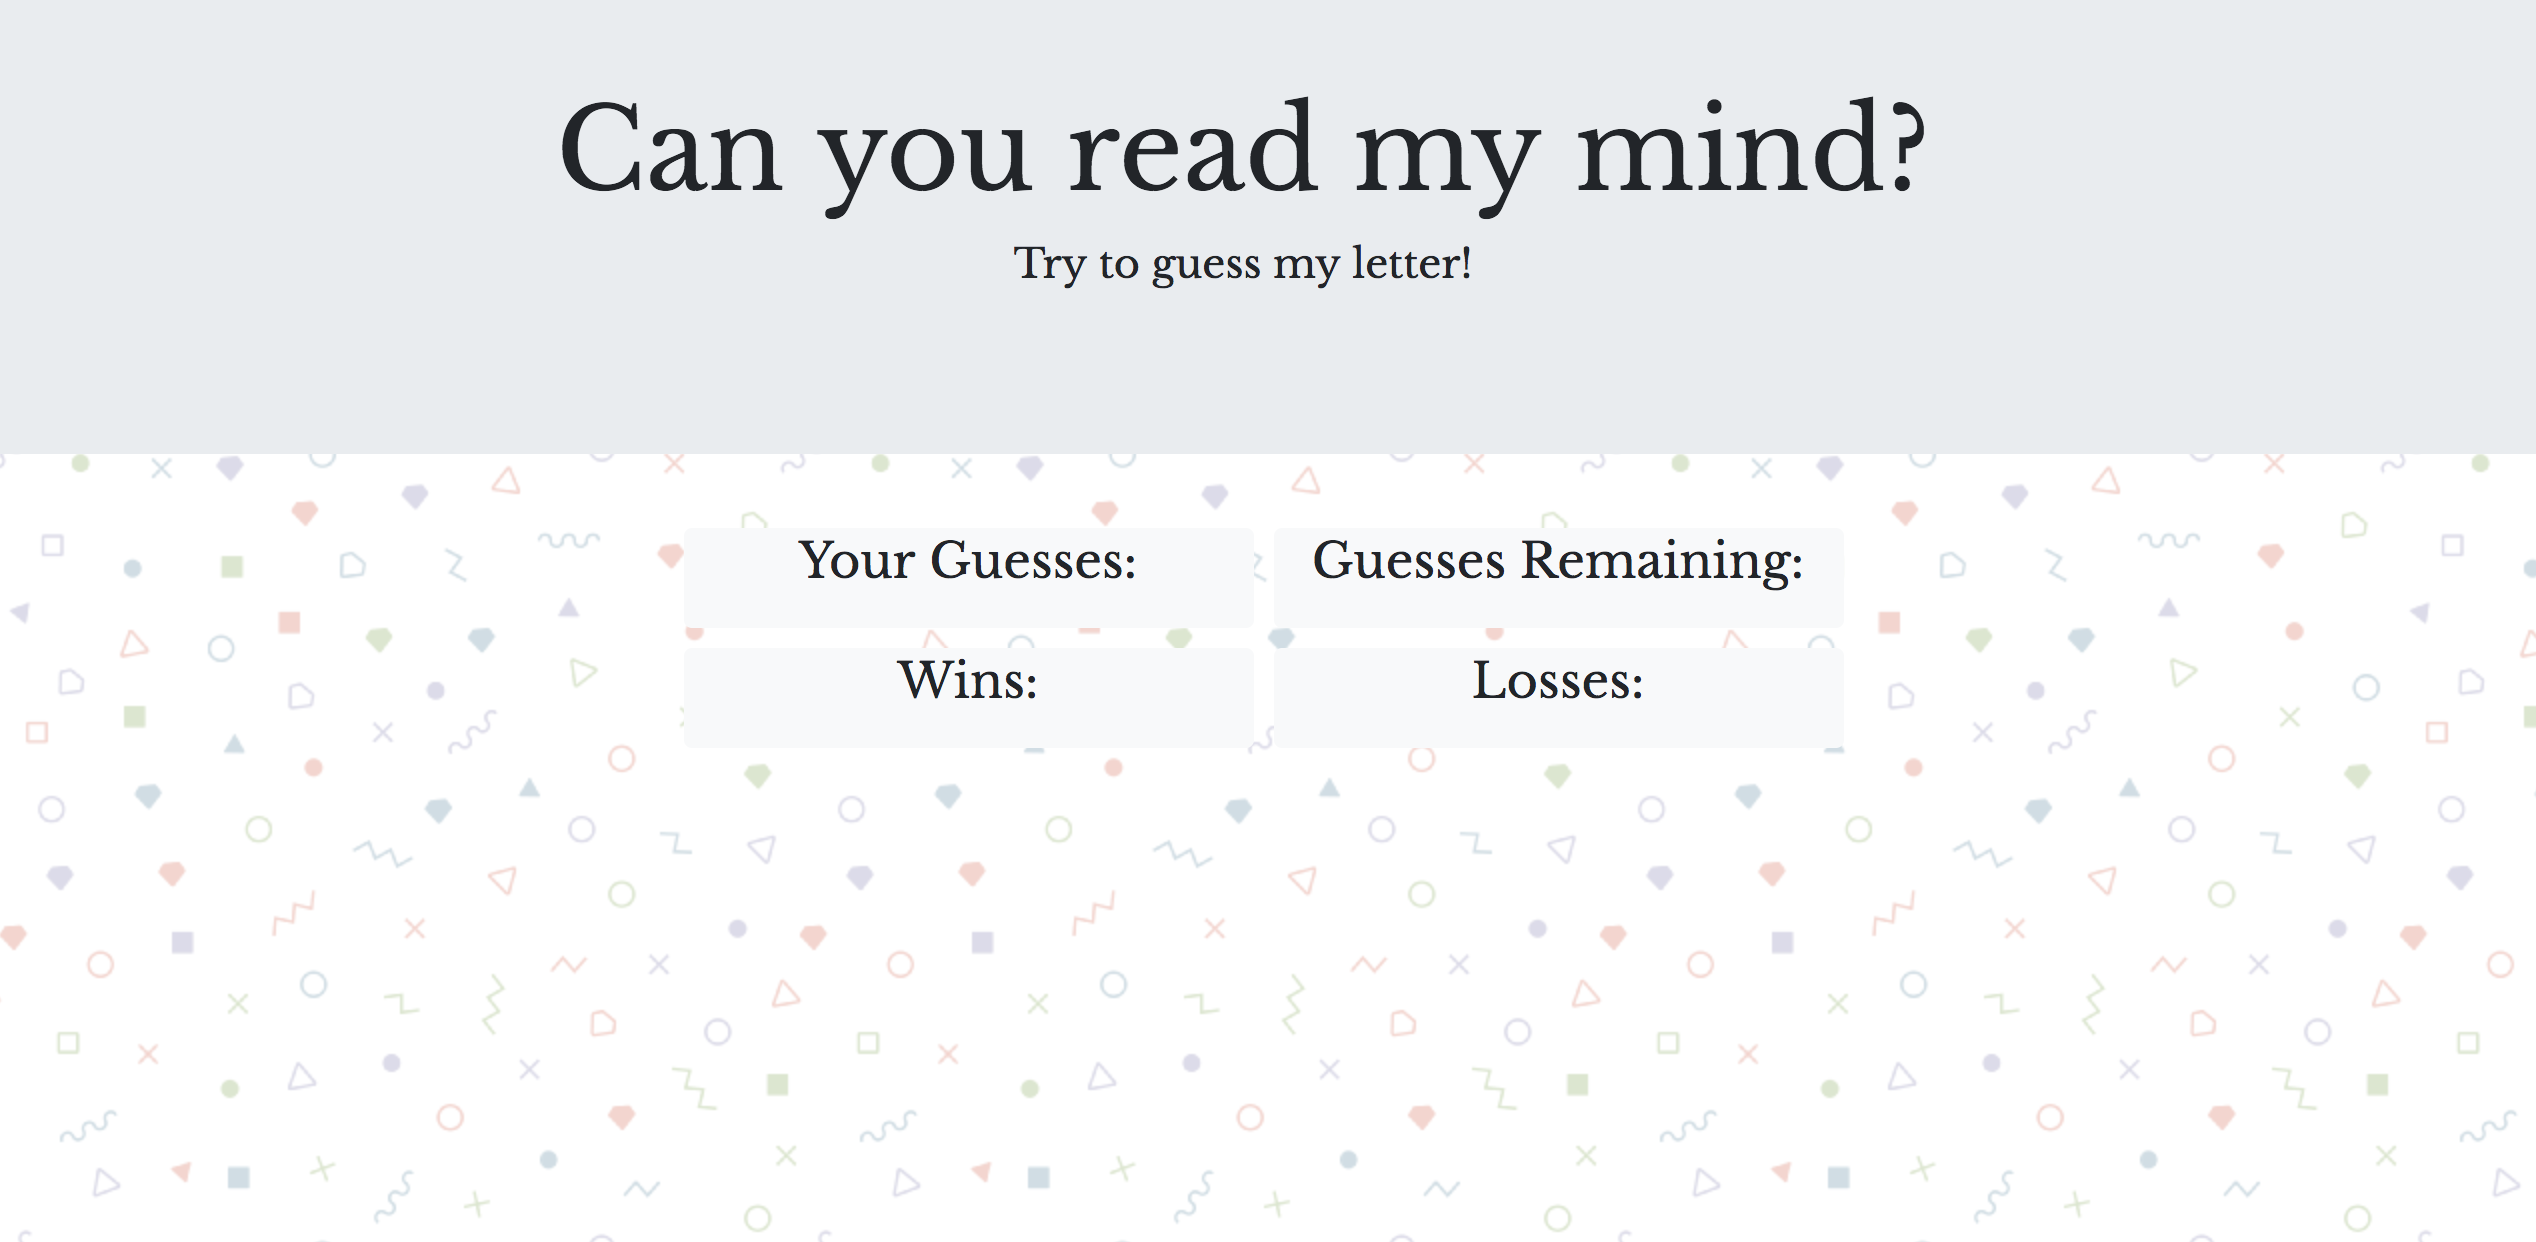 Can you read my mind?
Try to guess my letter!
Your Guesses:
Guesses Remaining:
Wins:
Losses: